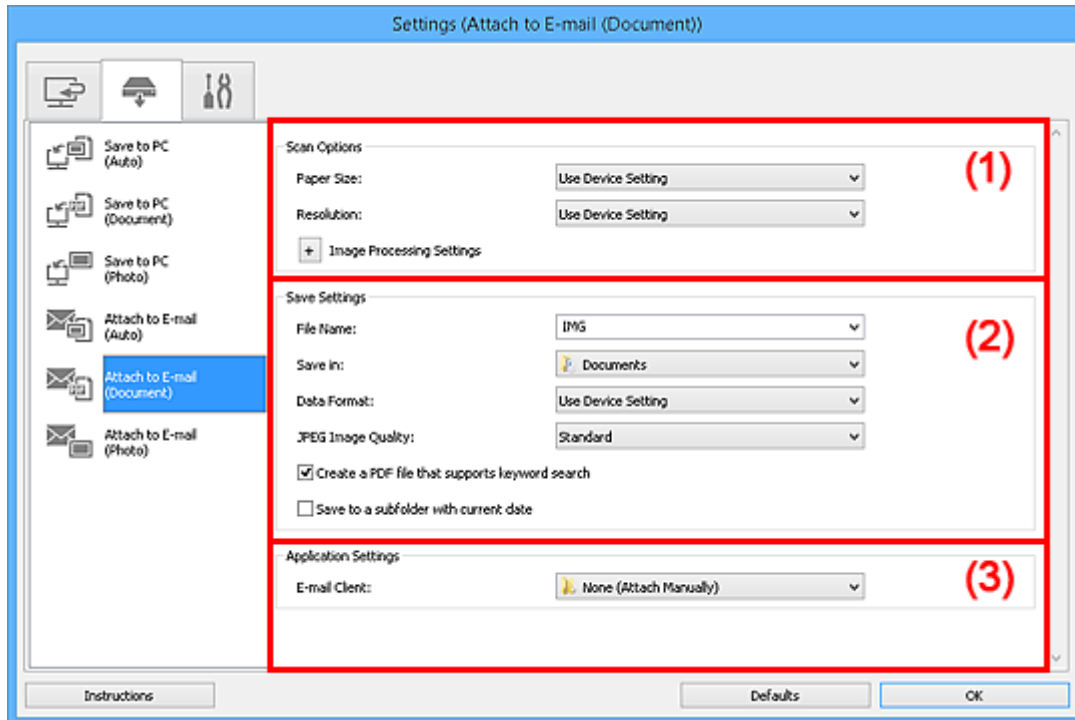 Settings (Attach to E-mail (Document))
Save to PC
(Auto)
Save to PC
(Document)
Save to PC
(Photo)
Attach to E-mail
(Auto)
Attach to E-mail
(Document)
Attach to E-mail
(Photo)
Scan Options
(1)
Paper Size: Use Device Setting
Resolution: Use Device Setting
+ Image Processing Settings
Save Settings
(2)
File Name: IMG
Save in: Documents
Data Format: Use Device Setting
JPEG Image Quality: Standard
Create a PDF file that supports keyword search
Save to a subfolder with current date
Application Settings
(3)
E-mail Client: None (Attach Manually)
Instructions Defaults OK